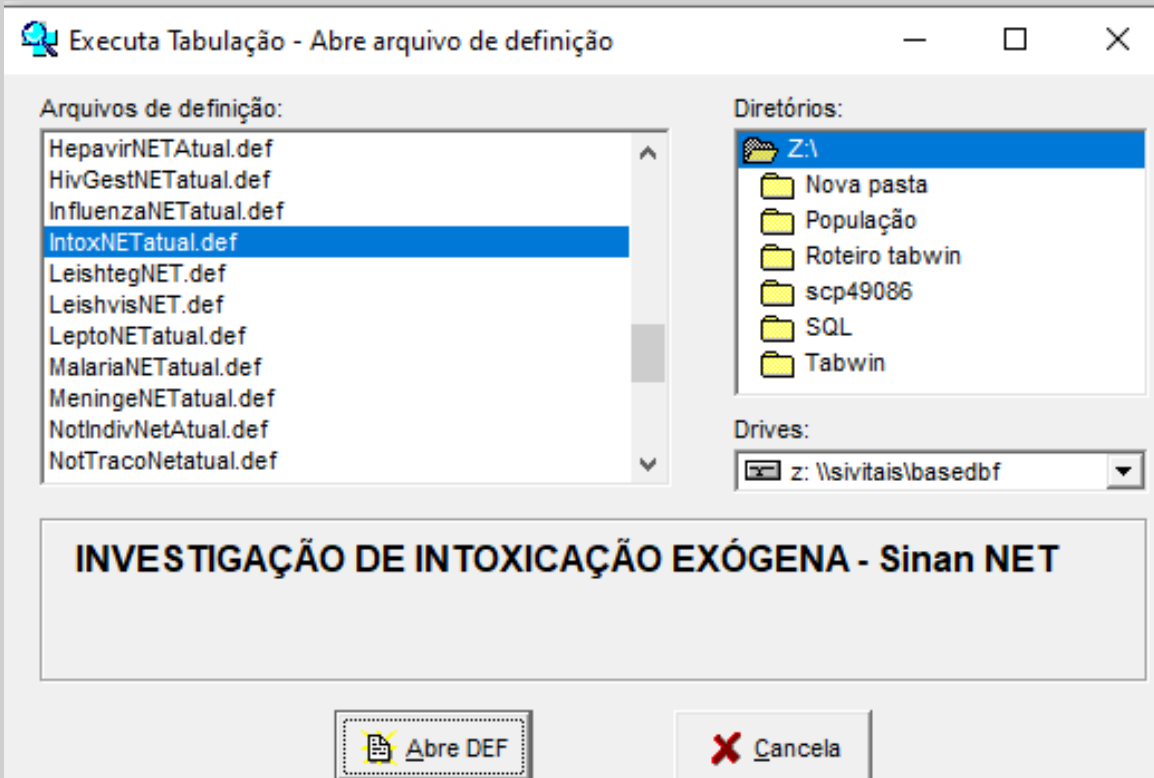 Executa Tabulação - Abre arquivo de definição
Arquivos de definição:
HepavirNETAtual.def
HivGestNETatual.def
InfluenzaNETatual.def
IntoxNETatual.def
LeishtegNET.def
LeishvisNET.def
LeptoNETatual.def
MalariaNETatual.def
MeningeNETatual.def
NotIndivNetAtual.def
NotTracoNetatual.def
Diretórios:
Z:\
Nova pasta
População
Roteiro tabwin
scp49086
SQL
Tabwin
Drives:
z: \\sivitais\basedbf
INVESTIGAÇÃO DE INTOXICAÇÃO EXÓGENA - Sinan NET
Abre DEF
Cancela